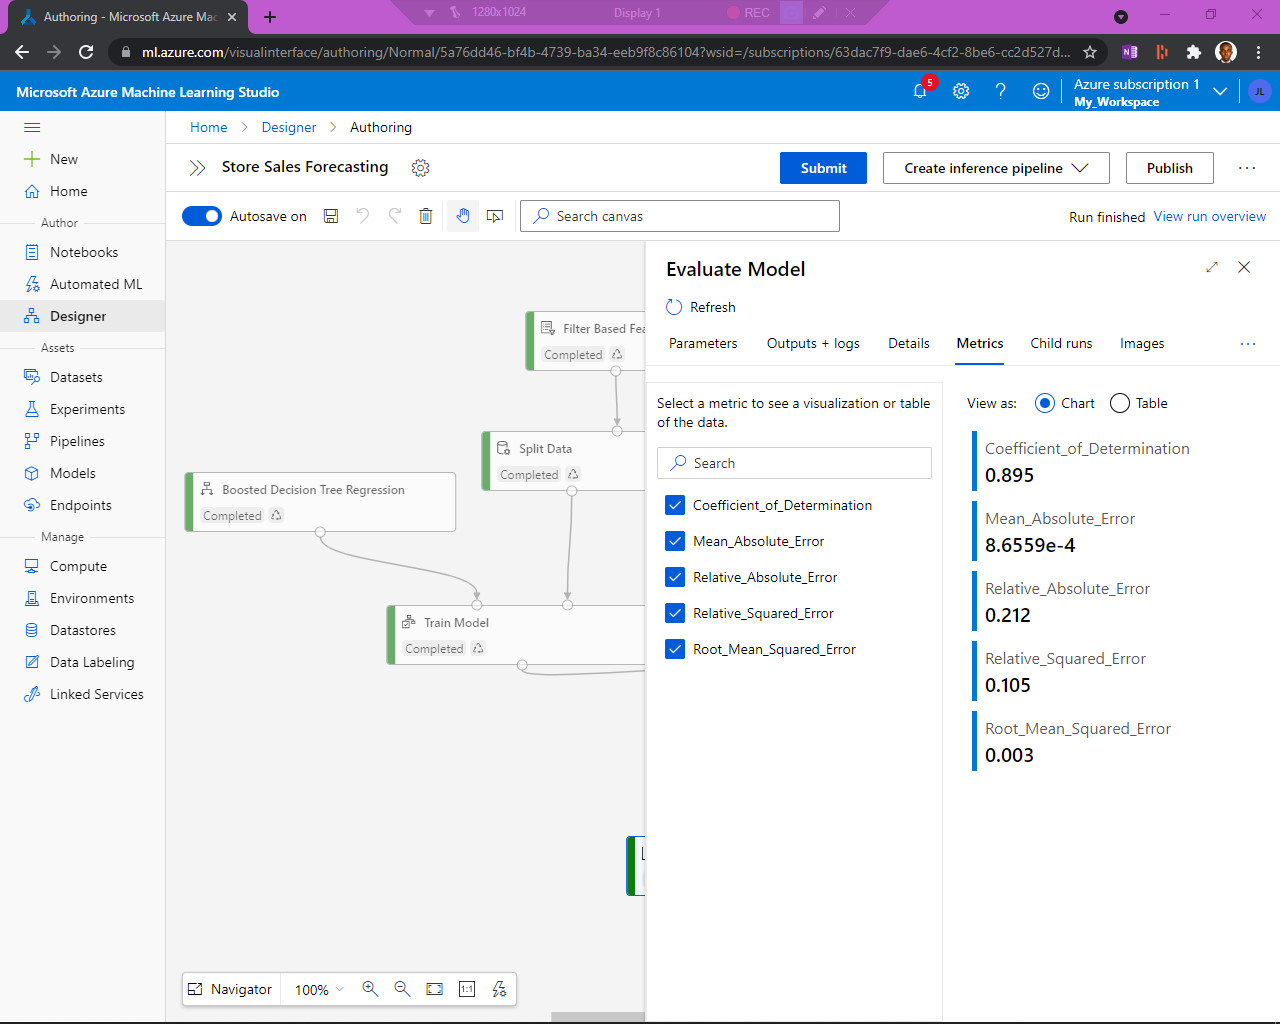 Authoring - Microsoft Azure Mac
1280x1024
Display 1
REC
ml.azure.com/visualinterface/authoring/Normal/5a76dd46-bf4b-4739-ba34-eeb9f8c86104?wsid=/subscriptions/63dac7f9-dae6-4cf2-8be6-cc2d527d...
Microsoft Azure Machine Learning Studio
5
Azure subscription 1
My_Workspace
JL
New
Home
Author
Notebooks
Automated ML
Designer
Assets
Datasets
Experiments
Pipelines
Models
Endpoints
Manage
Compute
Environments
Datastores
Data Labeling
Linked Services
Home > Designer > Authoring
Store Sales Forecasting
Submit
Create inference pipeline
Publish
Autosave on
Search canvas
Run finished
View run overview
Filter Based Fea
Completed
Split Data
Completed
Boosted Decision Tree Regression
Completed
Train Model
Completed
Navigator
100%
1:1
Evaluate Model
Refresh
Parameters
Outputs + logs
Details
Metrics
Child runs
Images
Select a metric to see a visualization or table
of the data.
Search
Coefficient_of_Determination
Mean_Absolute_Error
Relative_Absolute_Error
Relative_Squared_Error
Root_Mean_Squared_Error
View as:
Chart
Table
Coefficient_of_Determination
0.895
Mean_Absolute_Error
8.6559e-4
Relative_Absolute_Error
0.212
Relative_Squared_Error
0.105
Root_Mean_Squared_Error
0.003